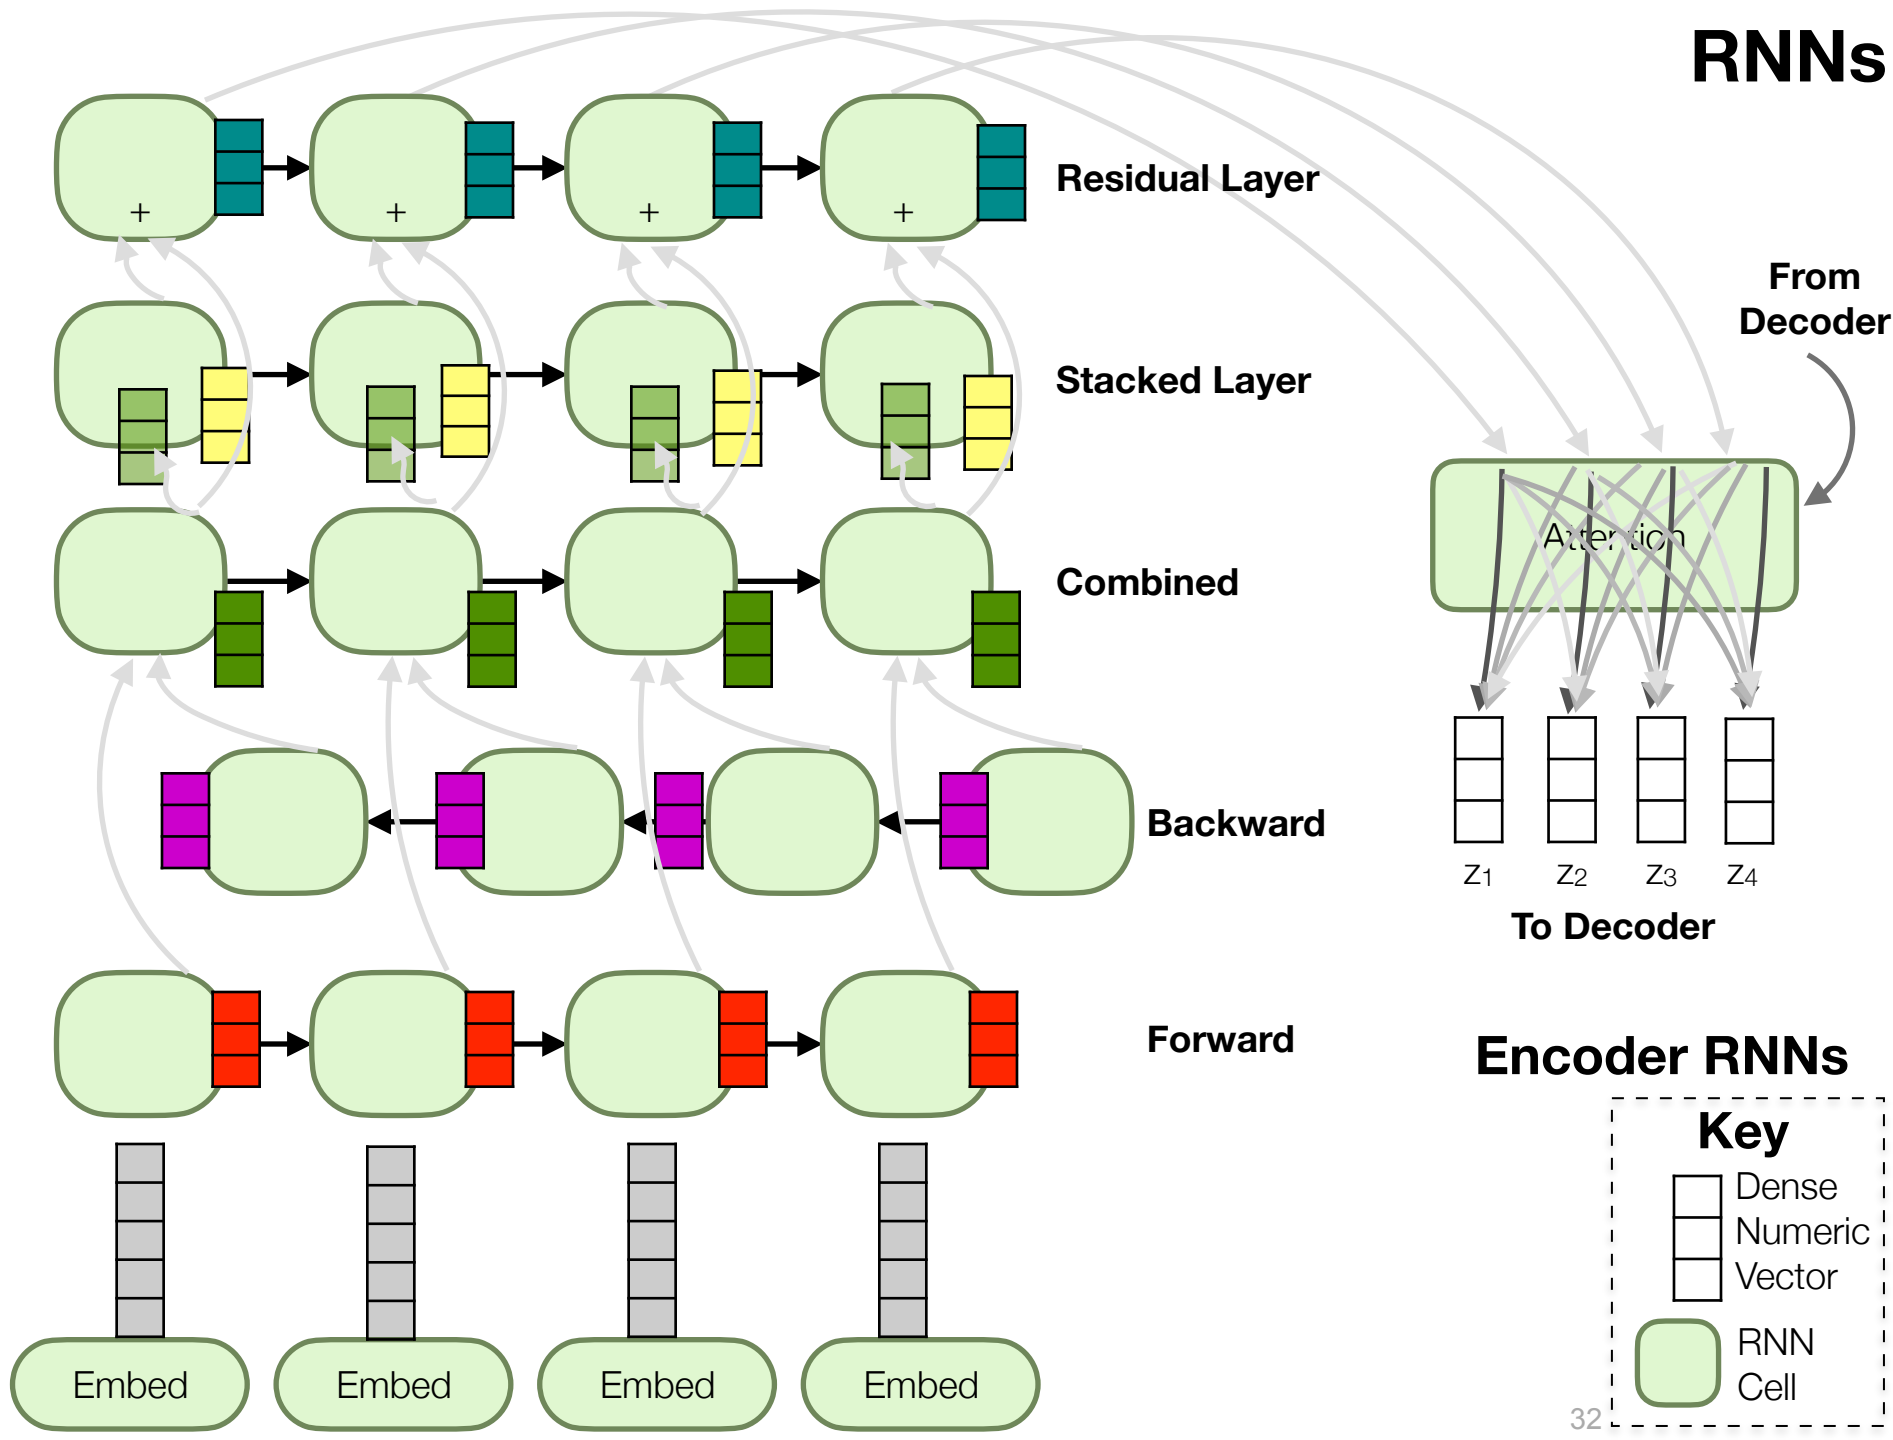 RNNs
+ + + +
Residual Layer
From
Decoder
Stacked Layer
Attention
Combined
Backward
z1 z2 z3 z4
To Decoder
Forward
Encoder RNNs
Key
Dense
Numeric
Vector
RNN
Cell
Embed Embed Embed Embed
32